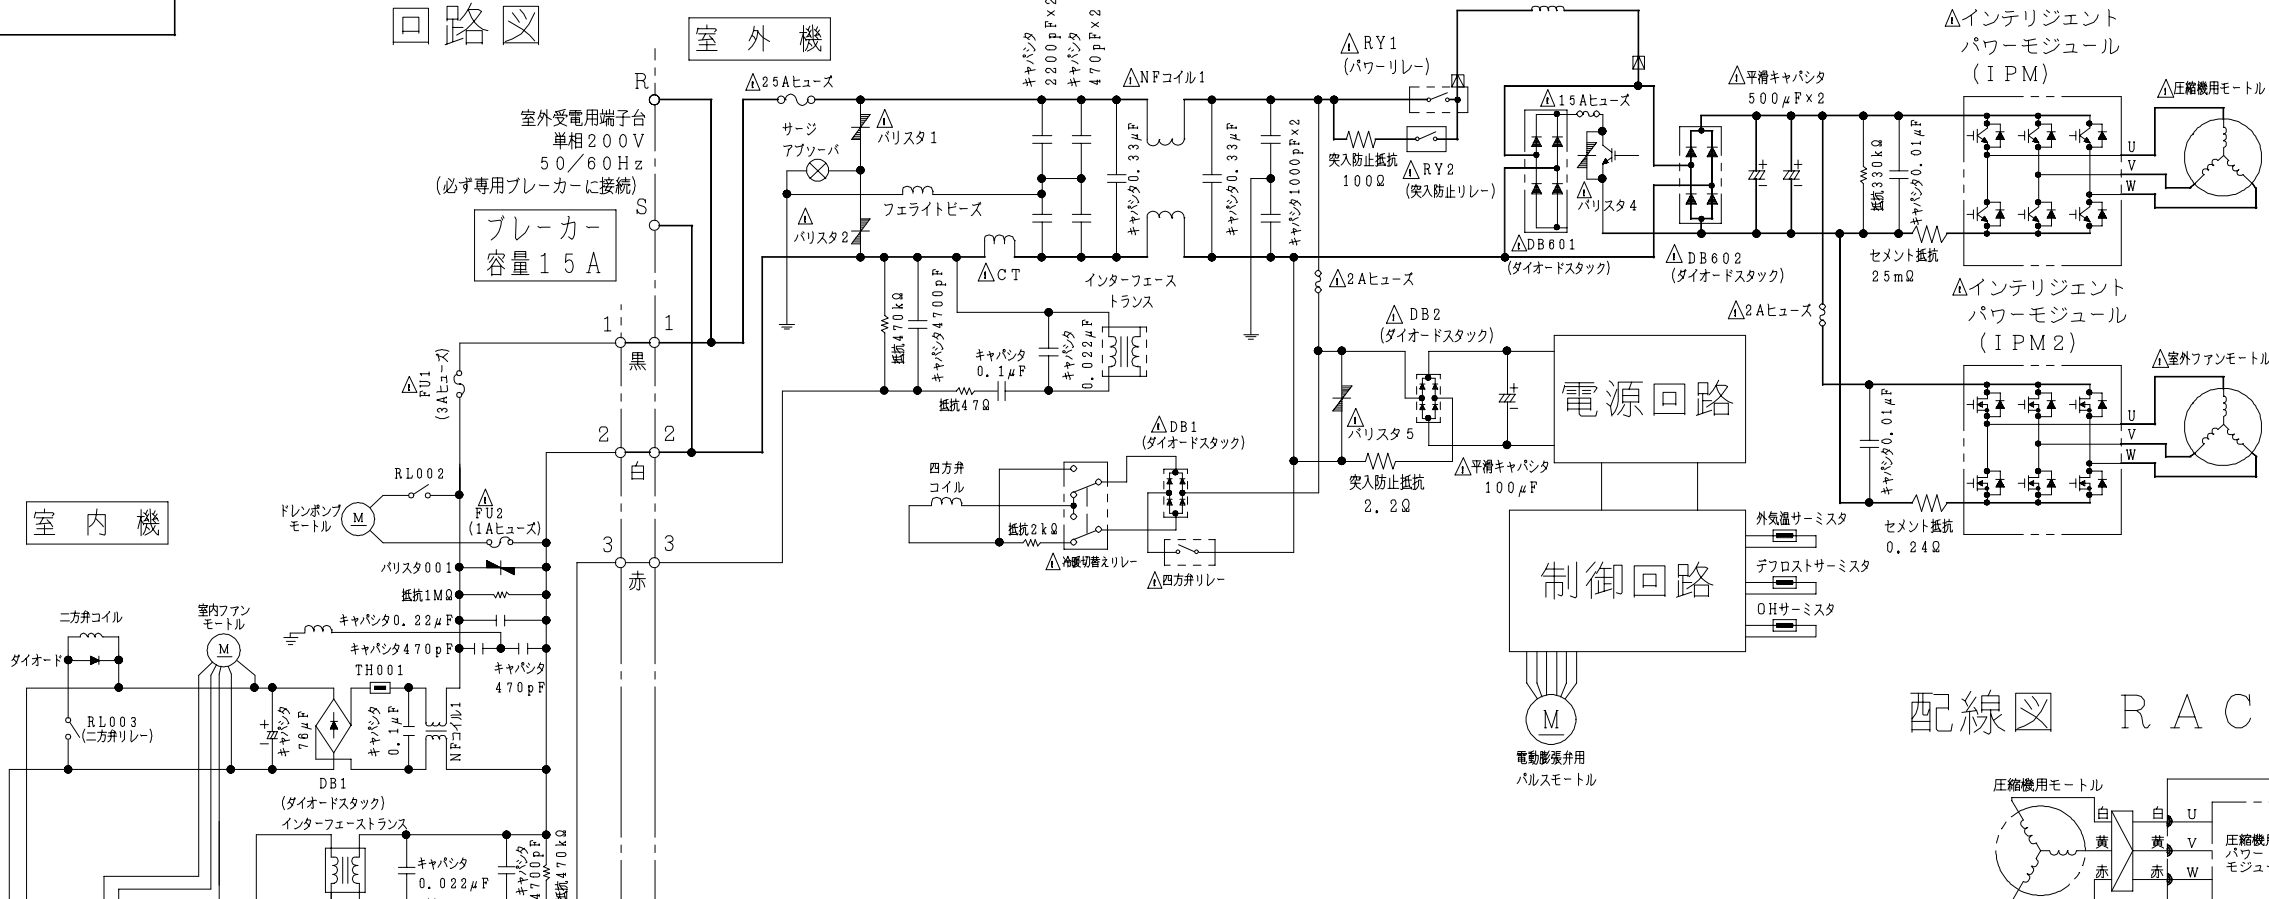 回路図
室外機
R
室外受電用端子台
単相200V
50/60Hz
(必ず専用ブレーカーに接続)
S
ブレーカー
容量15A
⚠25Aヒューズ
サージ
アブソーバ
⚠
バリスタ1
⚠
バリスタ2
フェライトビーズ
⚠CT
キャパシタ
2200pF×2
キャパシタ
470pF×2
キャパシタ0.33μF
⚠NFコイル1
キャパシタ0.33μF
キャパシタ1000pF×2
⚠RY1
(パワーリレー)
突入防止抵抗
100Ω
⚠RY2
(突入防止リレー)
⚠15Aヒューズ
⚠
バリスタ4
⚠DB601
(ダイオードスタック)
⚠DB602
(ダイオードスタック)
⚠平滑キャパシタ
500μF×2
抵抗330kΩ
キャパシタ0.01μF
セメント抵抗
25mΩ
⚠インテリジェント
パワーモジュール
(IPM)
⚠圧縮機用モートル
U
V
W
⚠インテリジェント
パワーモジュール
(IPM2)
⚠室外ファンモートル
U
V
W
⚠2Aヒューズ
キャパシタ0.01μF
セメント抵抗
0.24Ω
抵抗470kΩ
キャパシタ4700pF
抵抗47Ω
キャパシタ
0.1μF
キャパシタ
0.022μF
インターフェース
トランス
⚠2Aヒューズ
⚠DB2
(ダイオードスタック)
⚠
バリスタ5
突入防止抵抗
2.2Ω
⚠平滑キャパシタ
100μF
電源回路
制御回路
外気温サーミスタ
デフロストサーミスタ
OHサーミスタ
M
電動膨張弁用
パルスモートル
四方弁
コイル
抵抗2kΩ
⚠冷暖切替えリレー
⚠DB1
(ダイオードスタック)
⚠四方弁リレー
1 1
黒
2 2
白
3 3
赤
⚠FU1
(3Aヒューズ)
室内機
RL002
ドレンポンプ
モートル
M
⚠
FU2
(1Aヒューズ)
バリスタ001
抵抗1MΩ
キャパシタ0.22μF
キャパシタ470pF
キャパシタ
470pF
二方弁コイル
ダイオード
RL003
(二方弁リレー)
室内ファン
モートル
M
TH001
キャパシタ
76μF
キャパシタ
0.1μF
NFコイル1
DB1
(ダイオードスタック)
インターフェーストランス
キャパシタ
0.022μF
キャパシタ
4700pF
抵抗470kΩ
配線図 RAC
圧縮機用モートル
白 白 U
黄 黄 V
赤 赤 W
圧縮機用
パワー
モジュー